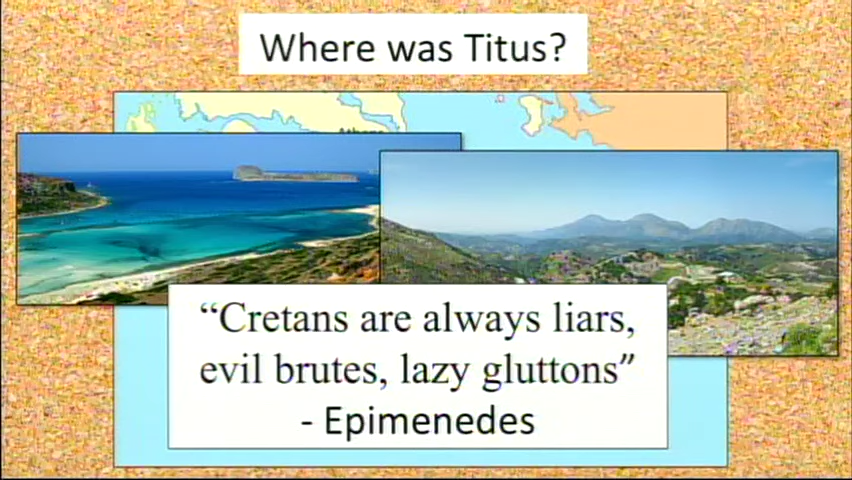 Where was Titus?
“Cretans are always liars,
evil brutes, lazy gluttons”
- Epimenedes